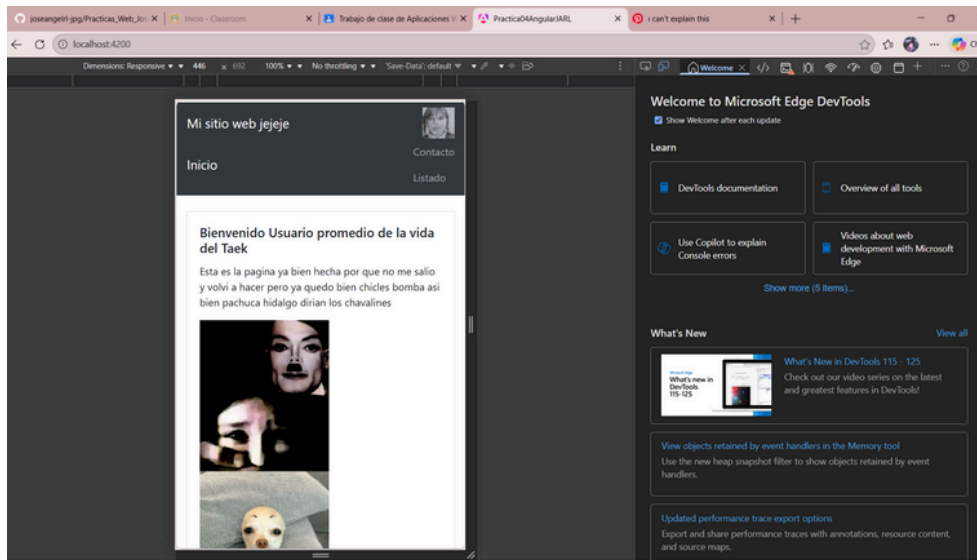 joseangelrl-jpg/Practicas_Web_Jos
Inicio - Classroom
Trabajo de clase de Aplicaciones W
Practica04AngularJARL
i can't explain this
localhost:4200
Dimensions: Responsive
446 x 692
100%
No throttling
'Save-Data': default
Welcome
Mi sitio web jejeje
Contacto
Inicio
Listado
Bienvenido Usuario promedio de la vida
del Taek
Esta es la pagina ya bien hecha por que no me salio
y volvi a hacer pero ya quedo bien chicles bomba asi
bien pachuca hidalgo dirian los chavalines
Welcome to Microsoft Edge DevTools
Show Welcome after each update
Learn
DevTools documentation
Overview of all tools
Use Copilot to explain
Console errors
Videos about web
development with Microsoft
Edge
Show more (5 items)...
What's New
View all
What's new in
DevTools
115-125
What's New in DevTools 115 - 125
Check out our video series on the latest
and greatest features in DevTools!
View objects retained by event handlers in the Memory tool
Use the new heap snapshot filter to show objects retained by event
handlers.
Updated performance trace export options
Export and share performance traces with annotations, resource content,
and source maps.